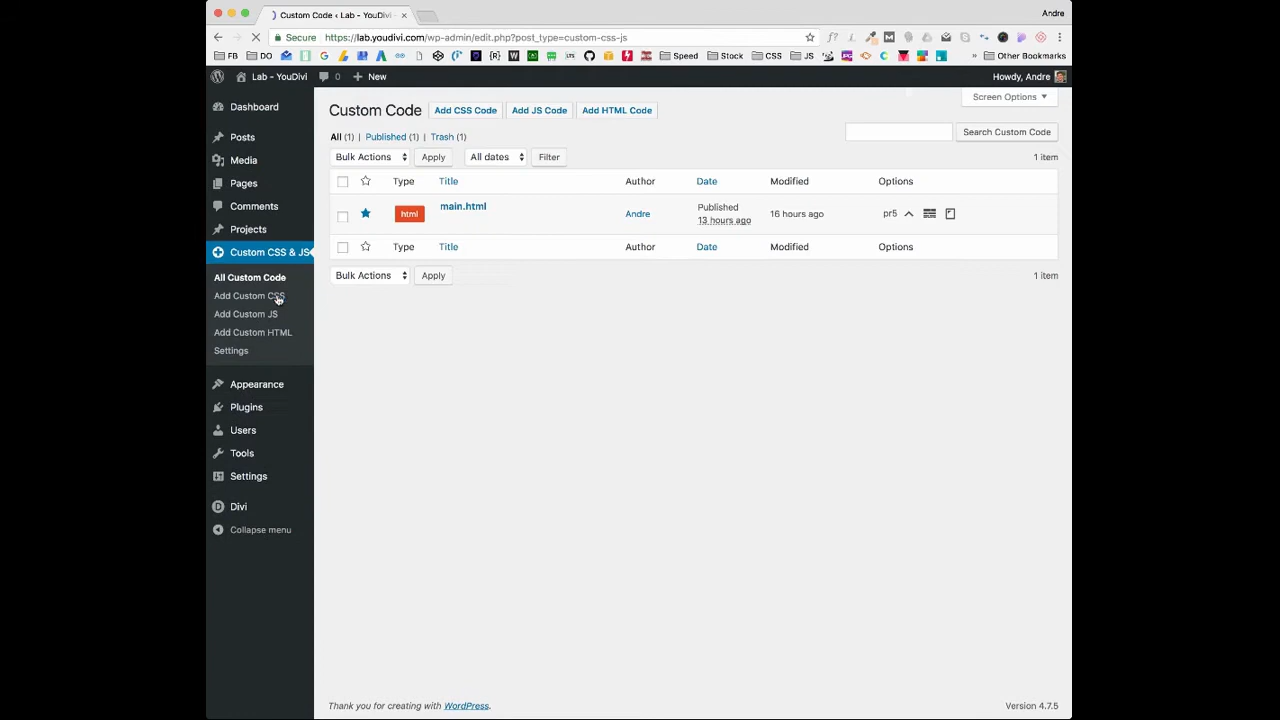 Custom Code ‹ Lab - YouDivi -
Andre
Secure https://lab.youdivi.com/wp-admin/edit.php?post_type=custom-css-js
FB DO Speed Stock CSS JS » Other Bookmarks
Lab - YouDivi 0 New Howdy, Andre
Dashboard
Posts
Media
Pages
Comments
Projects
Custom CSS & JS
All Custom Code
Add Custom CSS
Add Custom JS
Add Custom HTML
Settings
Appearance
Plugins
Users
Tools
Settings
Divi
Collapse menu
Screen Options
Custom Code Add CSS Code Add JS Code Add HTML Code
All (1) | Published (1) | Trash (1)
Search Custom Code
Bulk Actions Apply All dates Filter 1 item
Type Title Author Date Modified Options
html main.html Andre Published 13 hours ago 16 hours ago pr5
Type Title Author Date Modified Options
Bulk Actions Apply 1 item
Thank you for creating with WordPress. Version 4.7.5